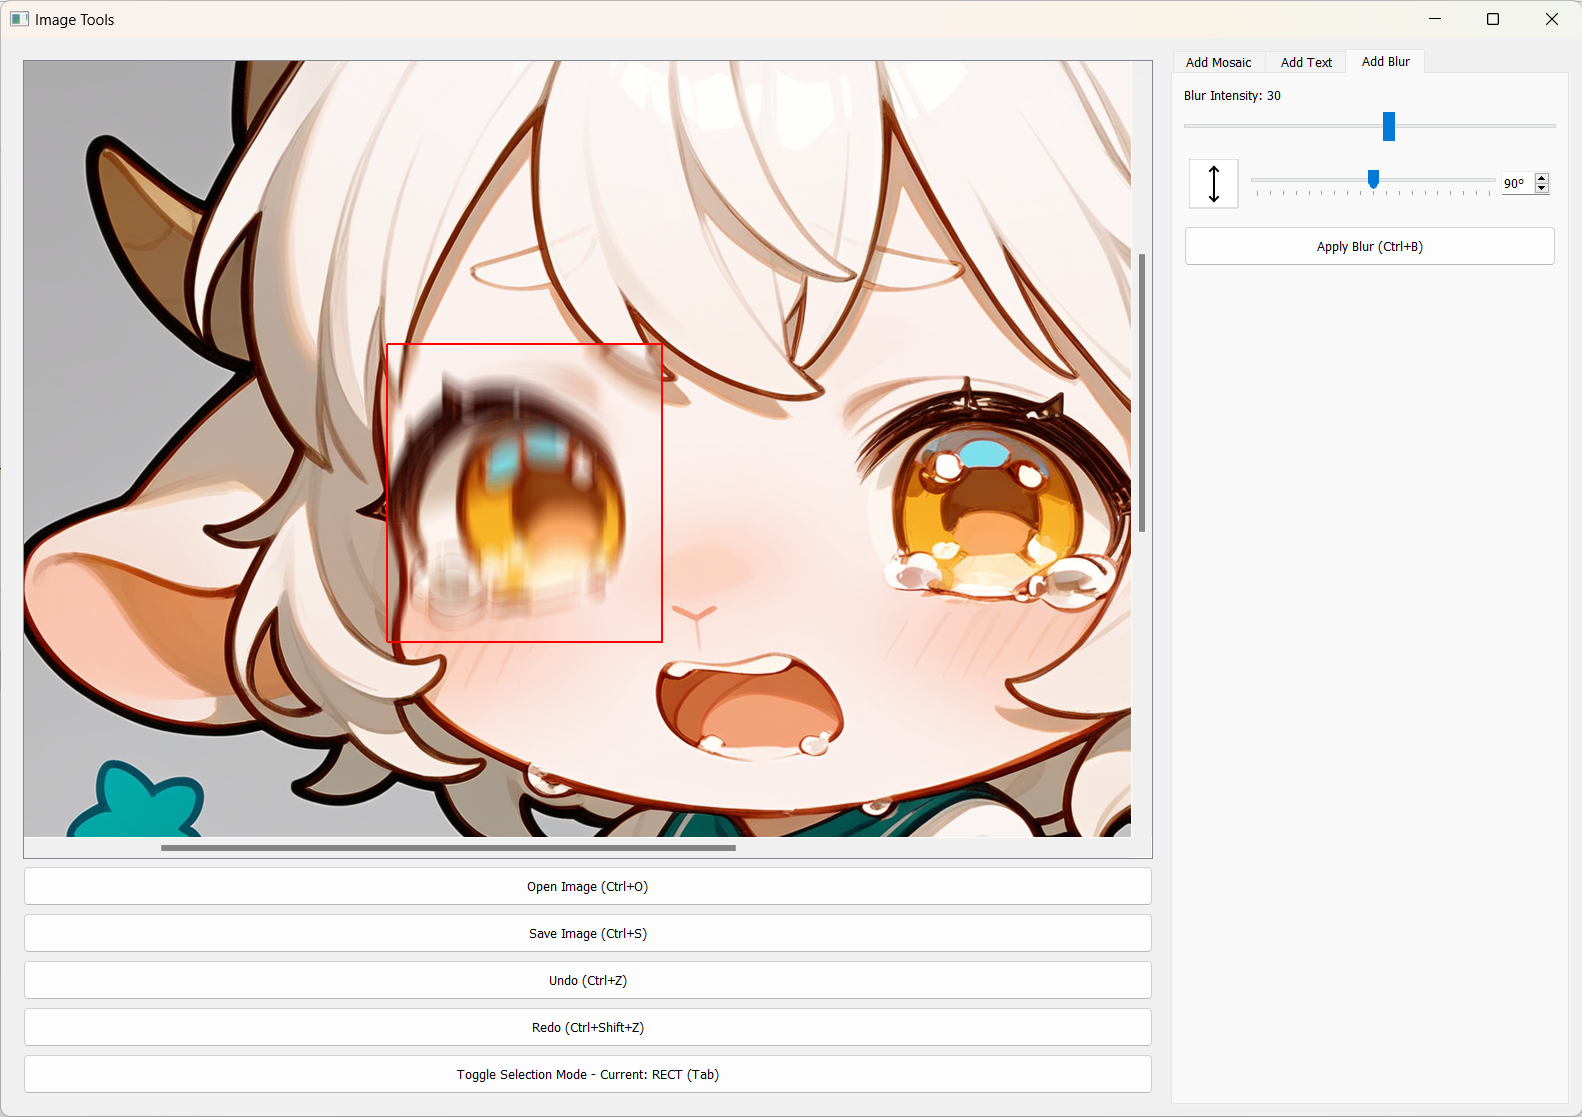 Image Tools
Add Mosaic
Add Text
Add Blur
Blur Intensity: 30
90°
Apply Blur (Ctrl+B)
Open Image (Ctrl+O)
Save Image (Ctrl+S)
Undo (Ctrl+Z)
Redo (Ctrl+Shift+Z)
Toggle Selection Mode - Current: RECT (Tab)